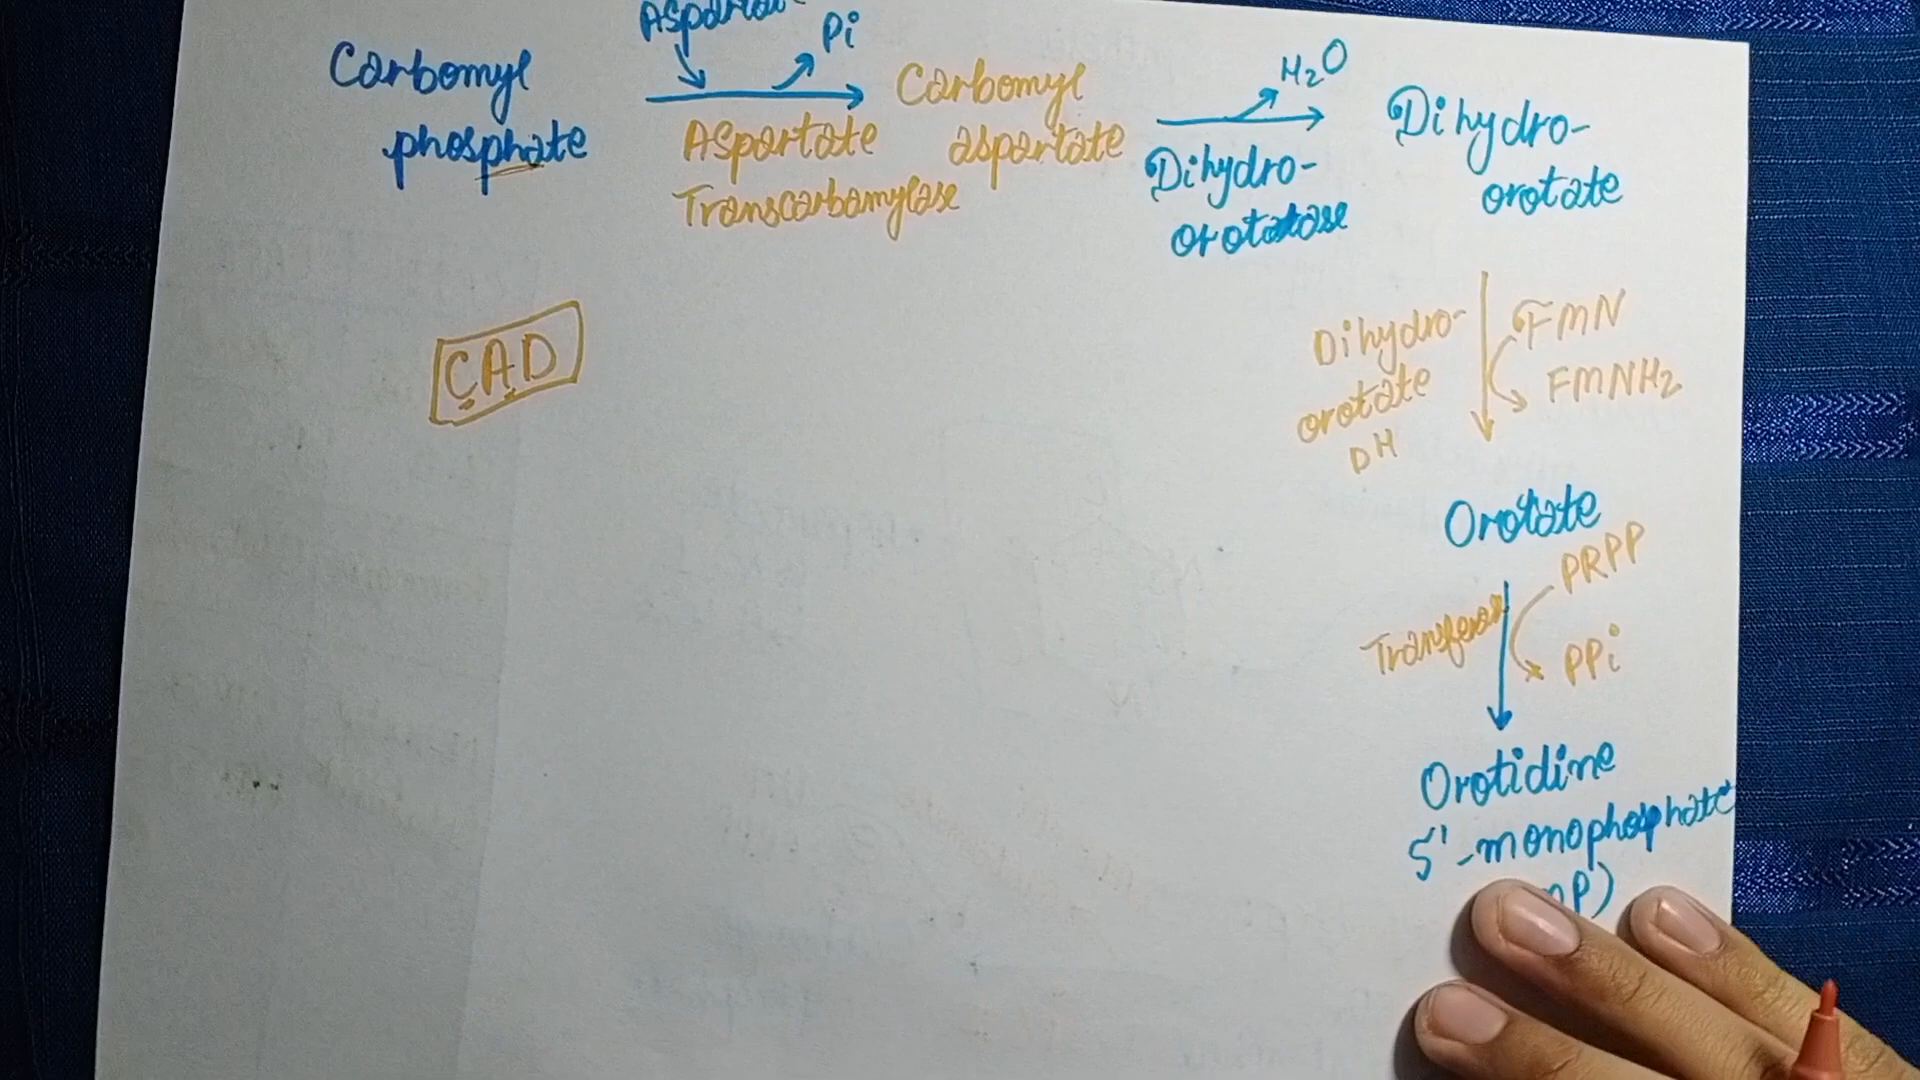 Pi
Carbomyl
phosphate
Carbomyl
aspartate
Aspartate
Transcarbamylase
H2O
Dihydro-
orotatase
Dihydro-
orotate
CAD
Dihydro-
orotate
DH
FMN
FMNH2
Orotate
PRPP
PPi
Orotidine
5'-monophosphate